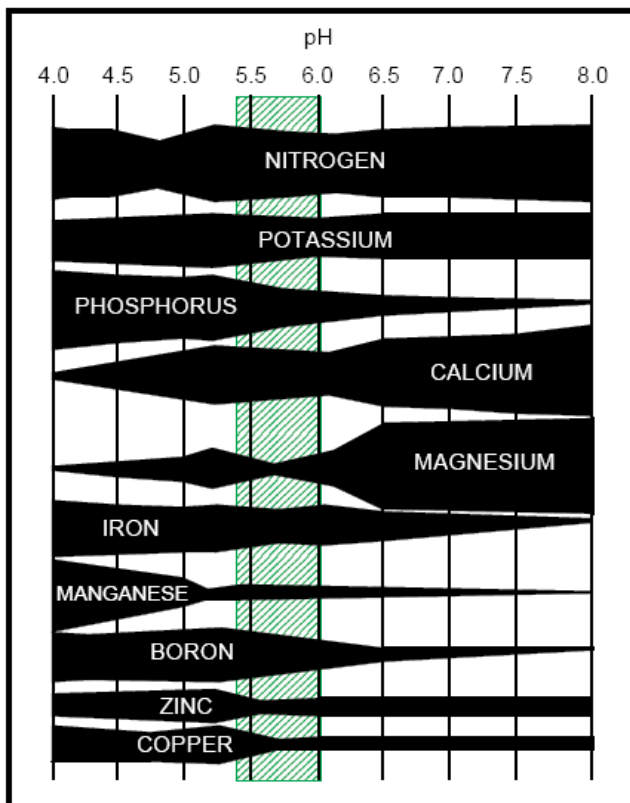 pH
4.0 4.5 5.0 5.5 6.0 6.5 7.0 7.5 8.0
NITROGEN
POTASSIUM
PHOSPHORUS
CALCIUM
MAGNESIUM
IRON
MANGANESE
BORON
ZINC
COPPER